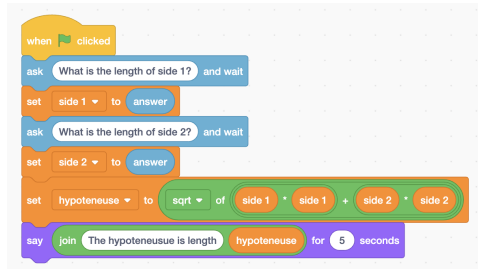 when clicked
ask What is the length of side 1? and wait
set side 1 to answer
ask What is the length of side 2? and wait
set side 2 to answer
set hypoteneuse to sqrt of side 1 * side 1 + side 2 * side 2
say join The hypoteneusue is length hypoteneuse for 5 seconds